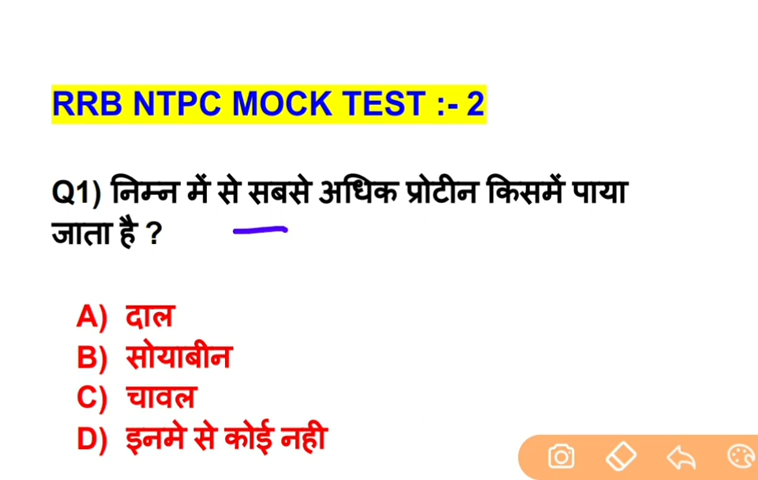 RRB NTPC MOCK TEST :- 2
Q1) निम्न में से सबसे अधिक प्रोटीन किसमें पाया
जाता है ?
A) दाल
B) सोयाबीन
C) चावल
D) इनमे से कोई नही